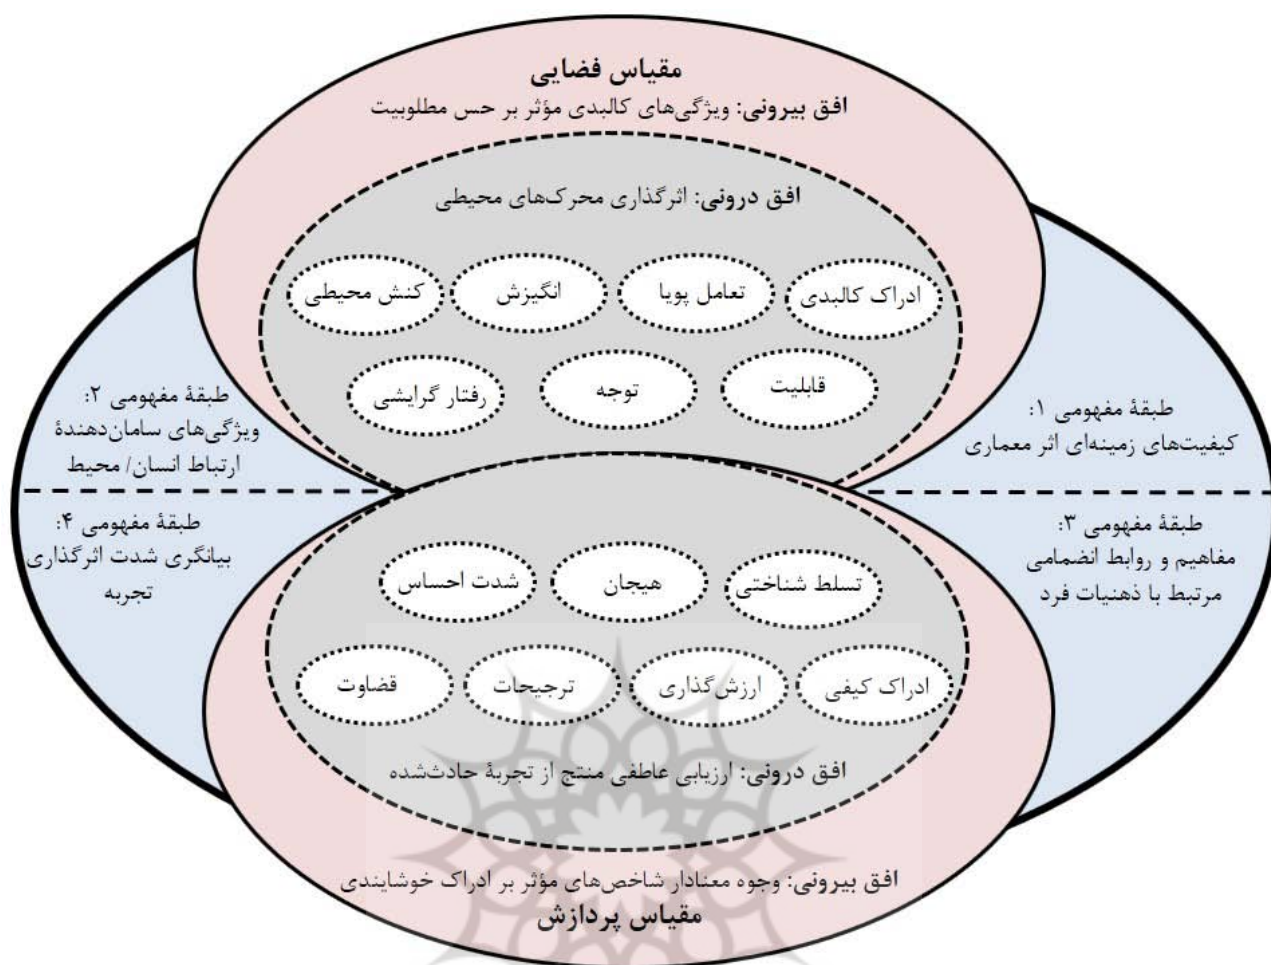 مقیاس فضایی
افق بیرونی: ویژگی‌های کالبدی مؤثر بر حس مطلوبیت
افق درونی: اثرگذاری محرک‌های محیطی
ادراک کالبدی
تعامل پویا
انگیزش
کنش محیطی
قابلیت
توجه
رفتار گرایشی
طبقهٔ مفهومی ۱:
کیفیت‌های زمینه‌ای اثر معماری
طبقهٔ مفهومی ۲:
ویژگی‌های سامان‌دهندهٔ
ارتباط انسان/ محیط
طبقهٔ مفهومی ۳:
مفاهیم و روابط انضمامی
مرتبط با ذهنیات فرد
طبقهٔ مفهومی ۴:
بیانگری شدت اثرگذاری
تجربه
تسلط شناختی
هیجان
شدت احساس
ادراک کیفی
ارزش‌گذاری
ترجیحات
قضاوت
افق درونی: ارزیابی عاطفی منتج از تجربهٔ حادث‌شده
افق بیرونی: وجوه معنادار شاخص‌های مؤثر بر ادراک خوشایندی
مقیاس پردازش